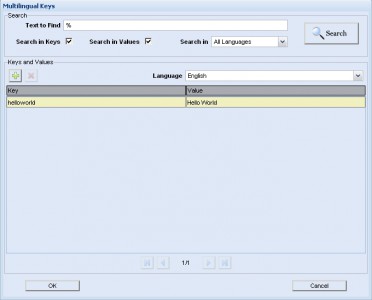 Multilingual Keys
Search
Text to Find %
Search in Keys Search in Values Search in All Languages
Search
Keys and Values
Language English
Key Value
helloworld Hello World
1/1
OK Cancel